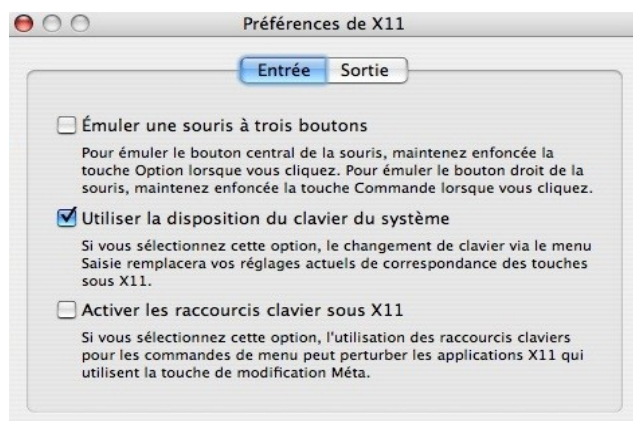 Préférences de X11
Entrée Sortie
Émuler une souris à trois boutons
Pour émuler le bouton central de la souris, maintenez enfoncée la
touche Option lorsque vous cliquez. Pour émuler le bouton droit de la
souris, maintenez enfoncée la touche Commande lorsque vous cliquez.
Utiliser la disposition du clavier du système
Si vous sélectionnez cette option, le changement de clavier via le menu
Saisie remplacera vos réglages actuels de correspondance des touches
sous X11.
Activer les raccourcis clavier sous X11
Si vous sélectionnez cette option, l'utilisation des raccourcis claviers
pour les commandes de menu peut perturber les applications X11 qui
utilisent la touche de modification Méta.